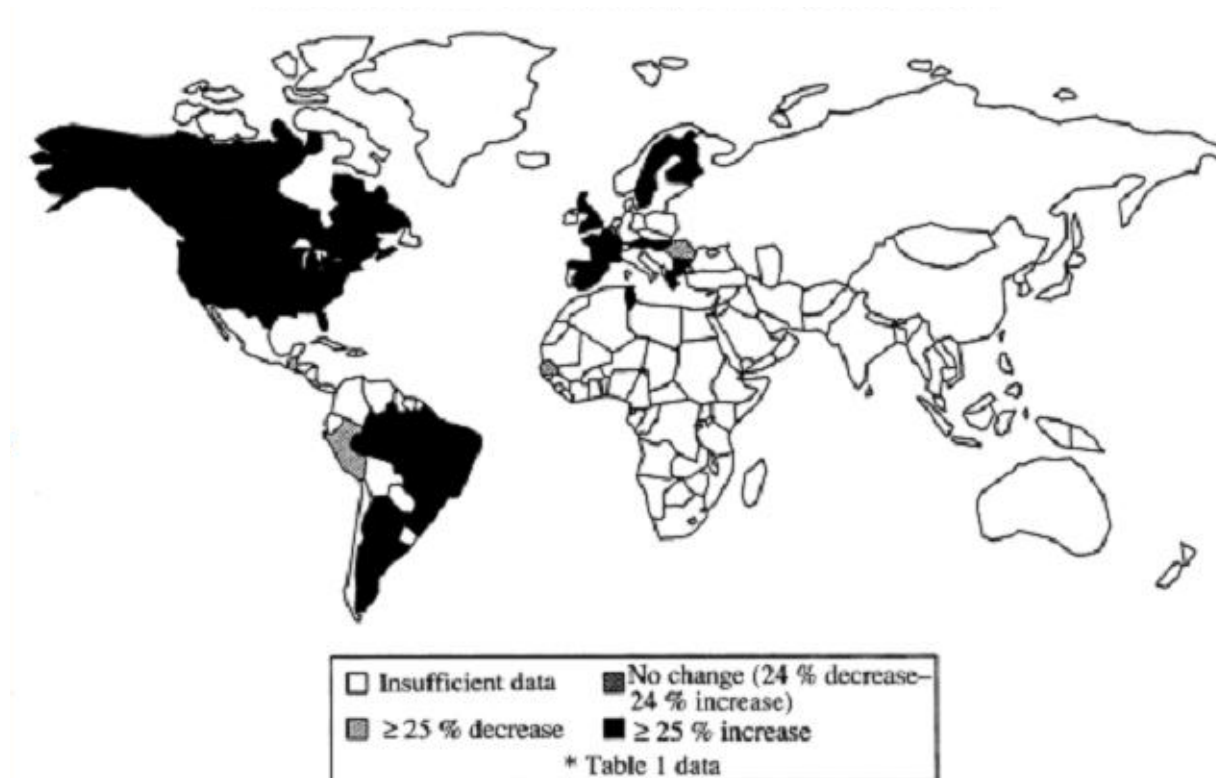 Insufficient data
No change (24 % decrease–
24 % increase)
≥ 25 % decrease
≥ 25 % increase
* Table 1 data